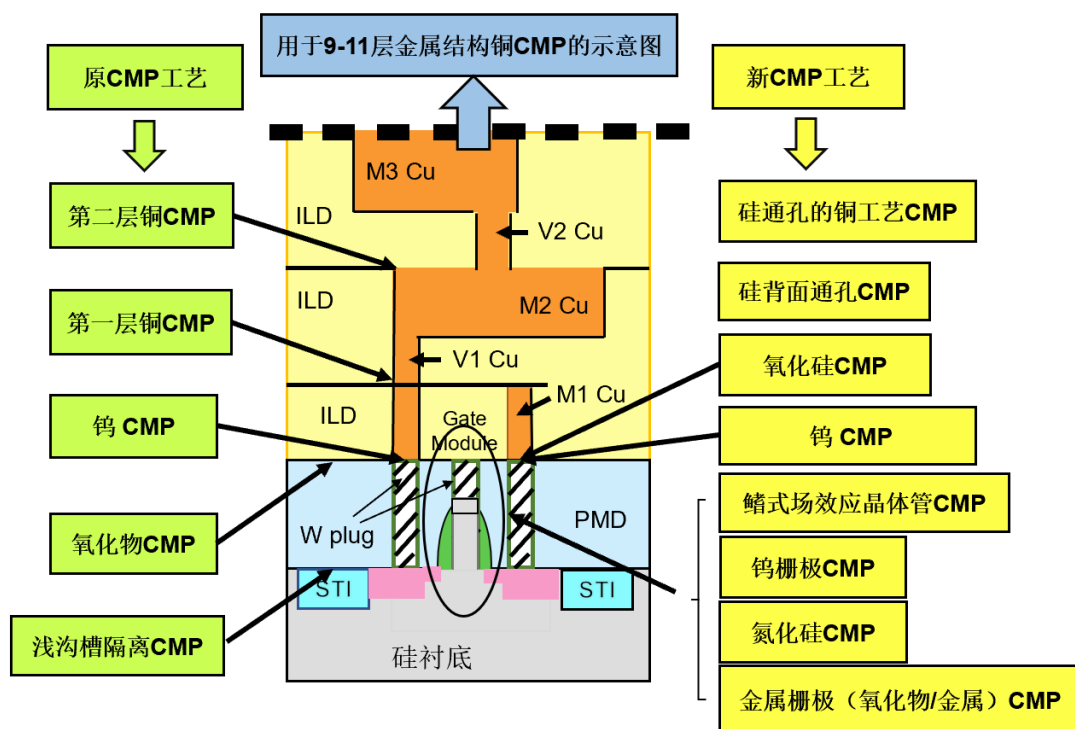 用于9-11层金属结构铜CMP的示意图
原CMP工艺
新CMP工艺
第二层铜CMP
第一层铜CMP
钨 CMP
氧化物CMP
浅沟槽隔离CMP
M3 Cu
ILD
V2 Cu
ILD
M2 Cu
V1 Cu
ILD
Gate
Module
M1 Cu
W plug
PMD
STI
STI
硅衬底
硅通孔的铜工艺CMP
硅背面通孔CMP
氧化硅CMP
钨 CMP
鳍式场效应晶体管CMP
钨栅极CMP
氮化硅CMP
金属栅极（氧化物/金属）CMP